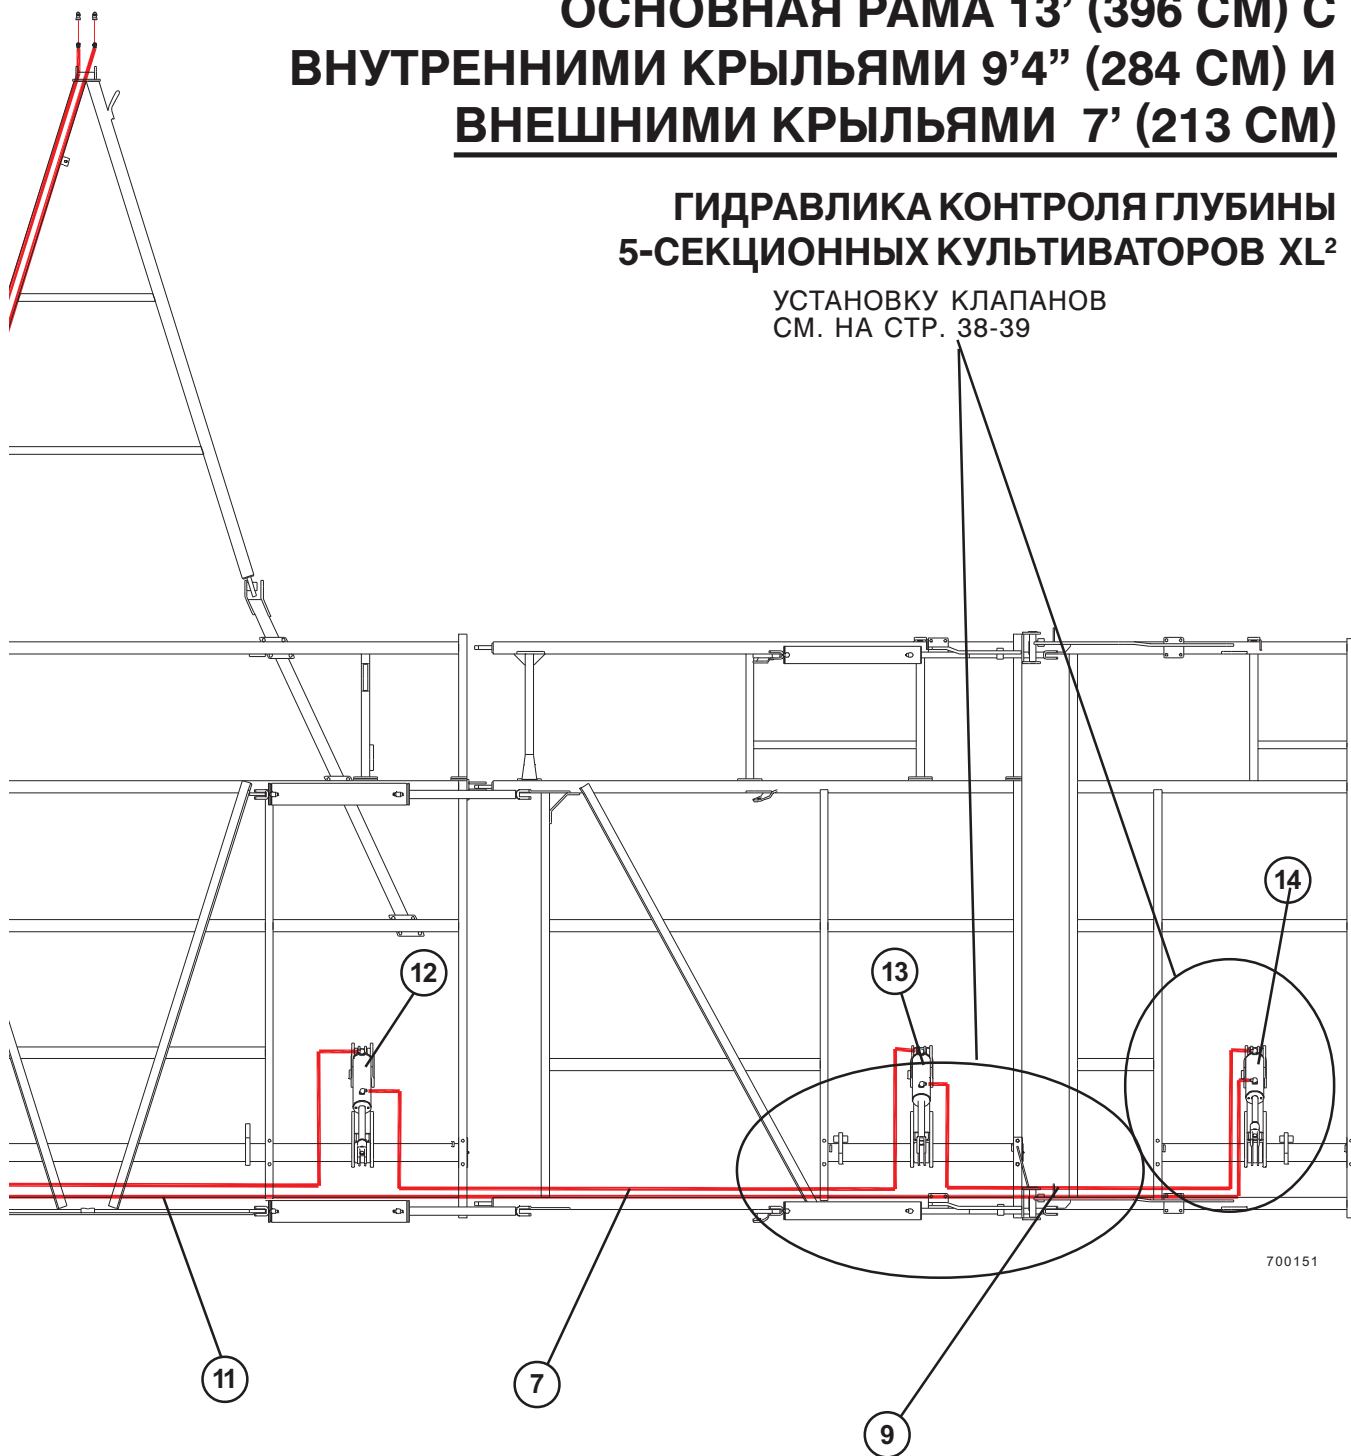 ОСНОВНАЯ РАМА 13’ (396 СМ) С
ВНУТРЕННИМИ КРЫЛЬЯМИ 9’4” (284 СМ) И
ВНЕШНИМИ КРЫЛЬЯМИ 7’ (213 СМ)
ГИДРАВЛИКА КОНТРОЛЯ ГЛУБИНЫ
5-СЕКЦИОННЫХ КУЛЬТИВАТОРОВ XL²
УСТАНОВКУ КЛАПАНОВ
СМ. НА СТР. 38-39
14
12
13
700151
11
7
9